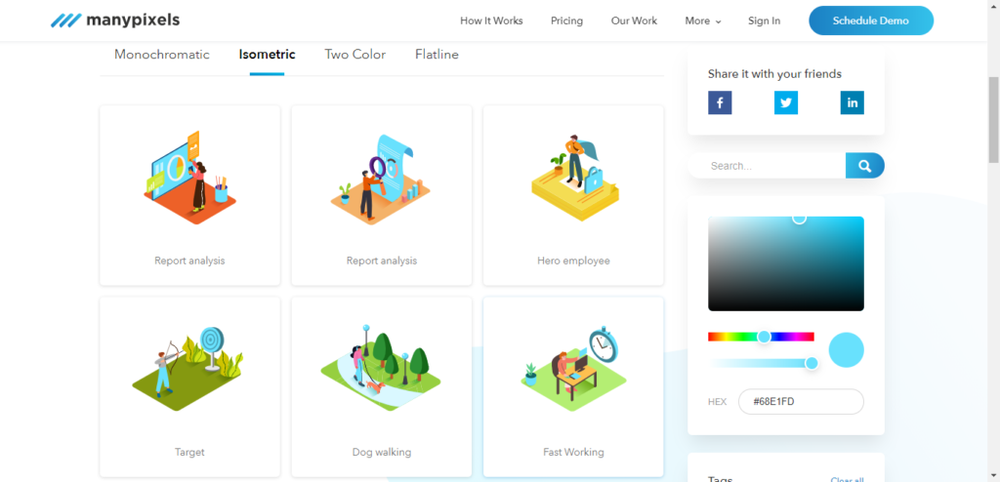 manypixels
How It Works
Pricing
Our Work
More
Sign In
Schedule Demo
Monochromatic
Isometric
Two Color
Flatline
Report analysis
Report analysis
Hero employee
Target
Dog walking
Fast Working
Share it with your friends
f
in
Search...
HEX
#68E1FD
Tags
Clear all